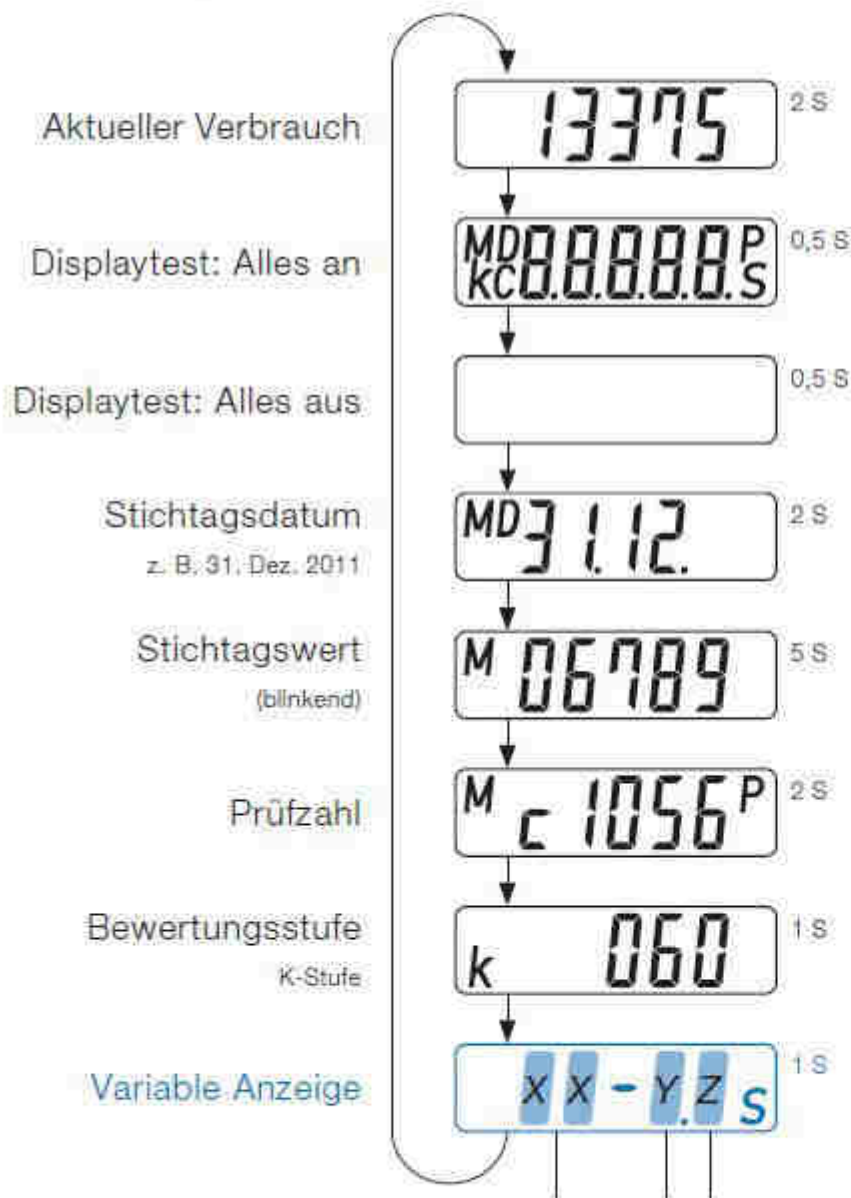 Aktueller Verbrauch
13375
2 S
Displaytest: Alles an
MD
kC
8.8.8.8.8.
P
S
0,5 S
Displaytest: Alles aus
0,5 S
Stichtagsdatum
z. B. 31. Dez. 2011
MD 31.12.
2 S
Stichtagswert
(blinkend)
M 06789
5 S
Prüfzahl
M c 1056 P
2 S
Bewertungsstufe
K-Stufe
k 060
1 S
Variable Anzeige
X X - Y. Z S
1 S